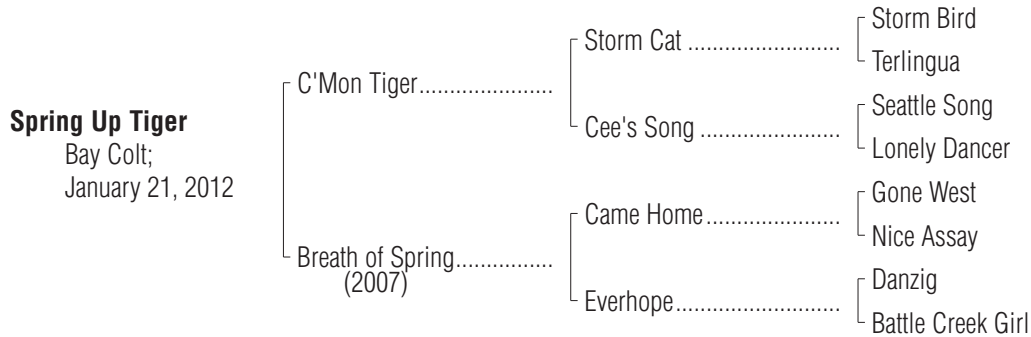 Spring Up Tiger
Bay Colt;
January 21, 2012
C'Mon Tiger......................
Breath of Spring................
(2007)
Storm Cat .........................
Cee's Song .......................
Came Home......................
Everhope...........................
Storm Bird
Terlingua
Seattle Song
Lonely Dancer
Gone West
Nice Assay
Danzig
Battle Creek Girl